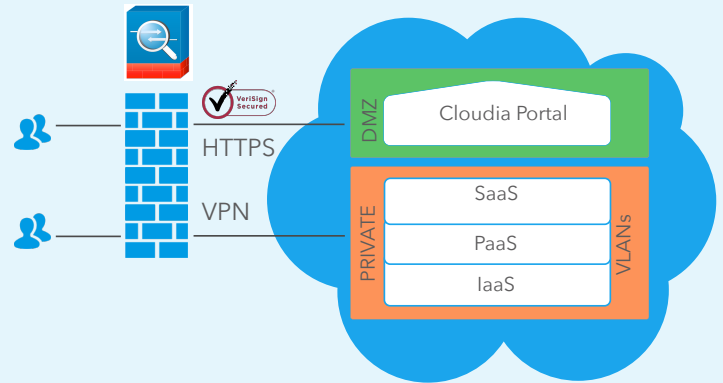 VeriSign
Secured
HTTPS
VPN
DMZ
Cloudia Portal
PRIVATE
SaaS
PaaS
IaaS
VLANs